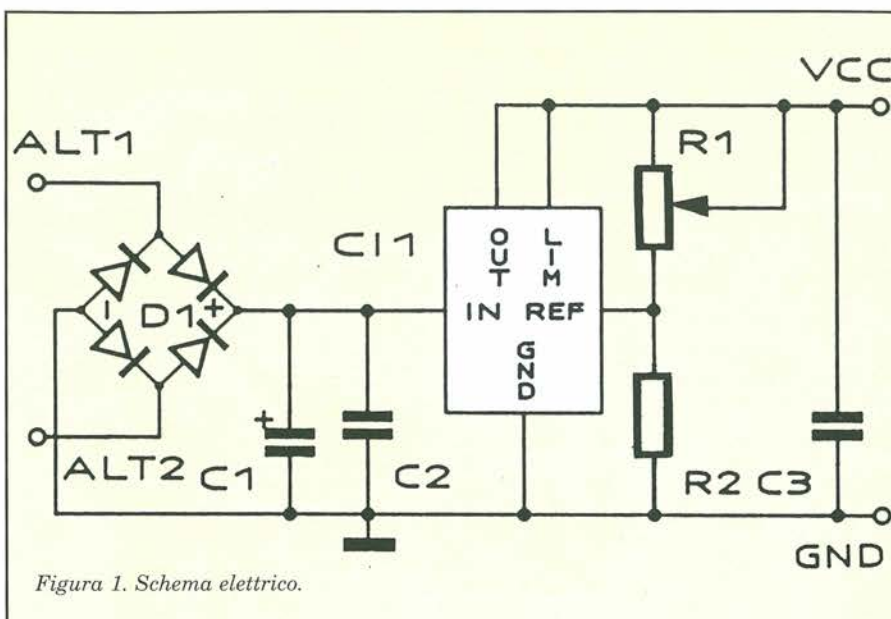 VCC
ALT1
R1
CI1
OUT
LIM
D1
+
IN REF
GND
+
ALT2
C1
C2
R2
C3
GND
Figura 1. Schema elettrico.